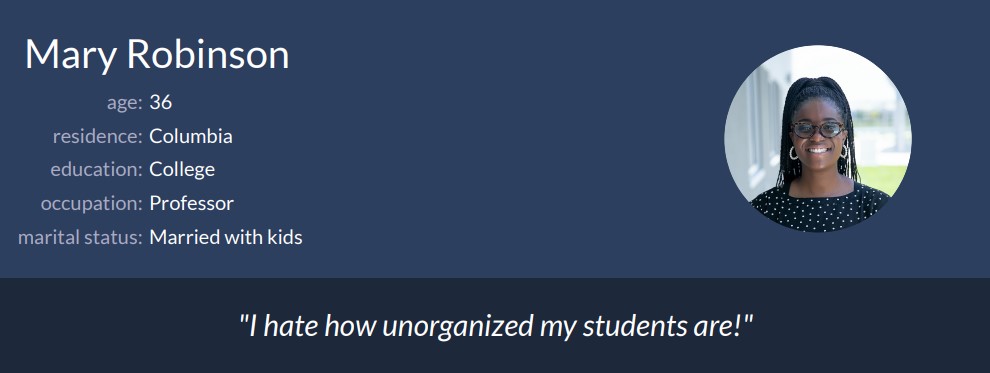 Mary Robinson
age: 36
residence: Columbia
education: College
occupation: Professor
marital status: Married with kids
"I hate how unorganized my students are!"